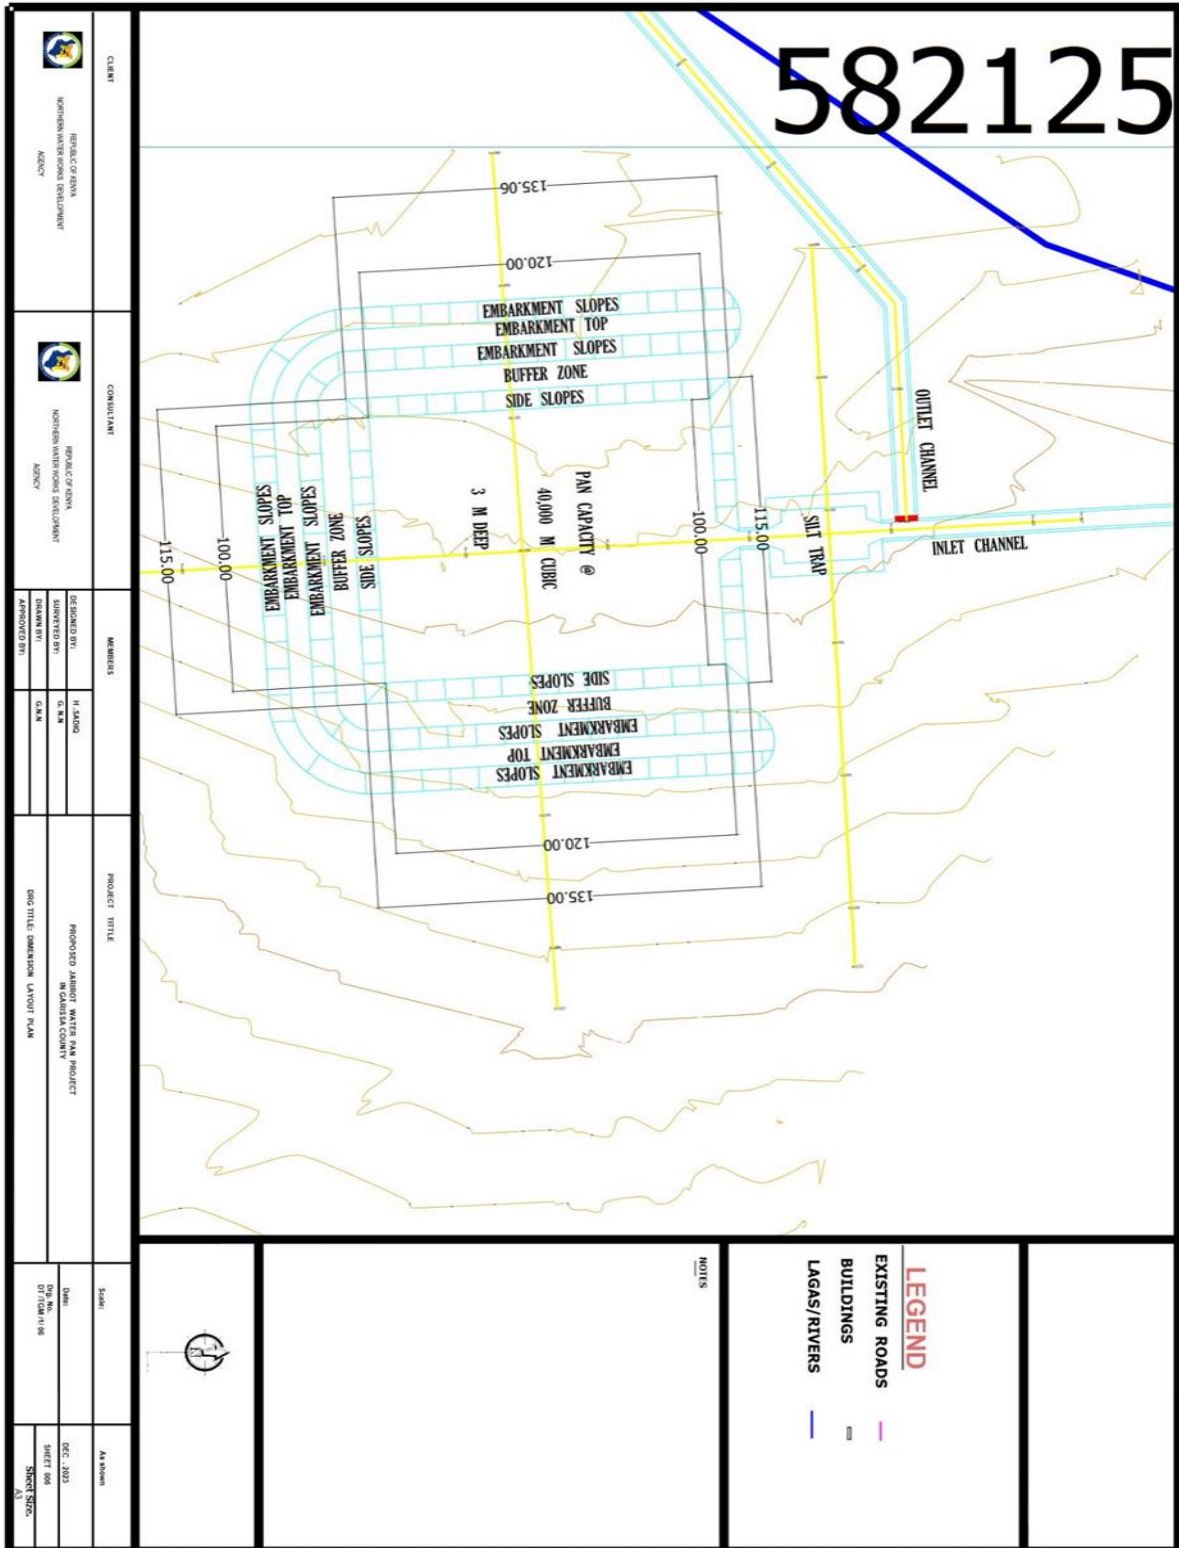 582125
135.06
120.00
EMBARKMENT SLOPES
EMBARKMENT TOP
EMBARKMENT SLOPES
BUFFER ZONE
SIDE SLOPES
OUTLET CHANNEL
INLET CHANNEL
SILT TRAP
115.00
100.00
PAN CAPACITY @
40,000 M CUBIC
3 M DEEP
SIDE SLOPES
BUFFER ZONE
EMBARKMENT SLOPES
EMBARKMENT TOP
EMBARKMENT SLOPES
100.00
115.00
SIDE SLOPES
BUFFER ZONE
EMBARKMENT SLOPES
EMBARKMENT TOP
EMBARKMENT SLOPES
120.00
135.00
LEGEND
EXISTING ROADS
BUILDINGS
LAGAS/RIVERS
NOTES
CLIENT
REPUBLIC OF KENYA
NORTHERN WATER WORKS DEVELOPMENT
AGENCY
CONSULTANT
REPUBLIC OF KENYA
NORTHERN WATER WORKS DEVELOPMENT
AGENCY
MEMBERS
DESIGNED BY: H .SADIQ
SURVEYED BY: G. N.N
DRAWN BY: G.N.N
APPROVED BY:
PROJECT TITTLE
PROPOSED JARIROT WATER PAN PROJECT
IN GARISSA COUNTY
DRG TITLE: DIMENSION LAYOUT PLAN
Scale: As shown
Date: DEC . 2023
Drg. No.
SHEET 006
Sheet Size.
A3